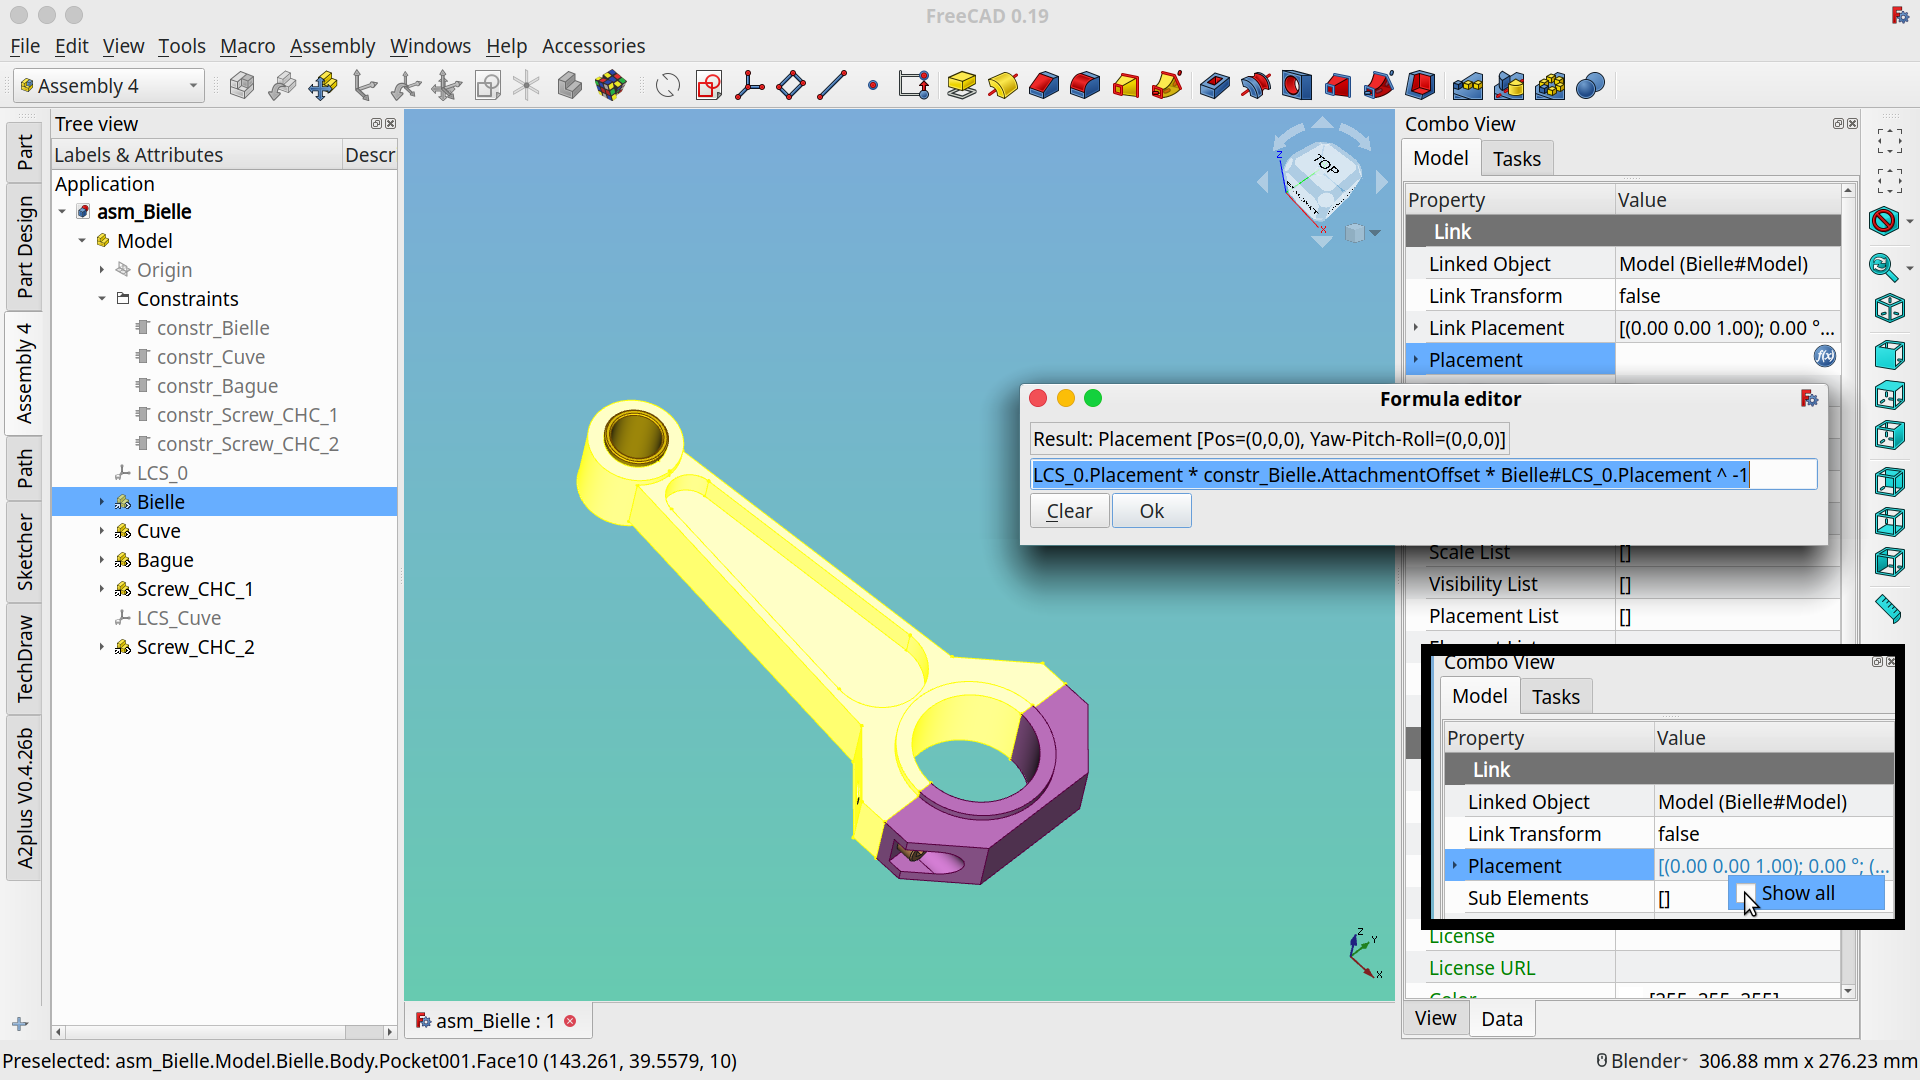 FreeCAD 0.19
File Edit View Tools Macro Assembly Windows Help Accessories
Assembly 4
Tree view
Labels & Attributes Descr
Application
asm_Bielle
Model
Origin
Constraints
constr_Bielle
constr_Cuve
constr_Bague
constr_Screw_CHC_1
constr_Screw_CHC_2
LCS_0
Bielle
Cuve
Bague
Screw_CHC_1
LCS_Cuve
Screw_CHC_2
Part
Part Design
Assembly 4
Path
Sketcher
TechDraw
A2plus V0.4.26b
TOP
Z
X
Z
Y
X
asm_Bielle : 1
Combo View
Model Tasks
Property Value
Link
Linked Object Model (Bielle#Model)
Link Transform false
Link Placement [(0.00 0.00 1.00); 0.00 °...
Placement f(x)
Formula editor
Result: Placement [Pos=(0,0,0), Yaw-Pitch-Roll=(0,0,0)]
LCS_0.Placement * constr_Bielle.AttachmentOffset * Bielle#LCS_0.Placement ^ -1
Clear Ok
Scale List []
Visibility List []
Placement List []
Combo View
Model Tasks
Property Value
Link
Linked Object Model (Bielle#Model)
Link Transform false
Placement [(0.00 0.00 1.00); 0.00 °; (...
Sub Elements []
Show all
License
License URL
View Data
Preselected: asm_Bielle.Model.Bielle.Body.Pocket001.Face10 (143.261, 39.5579, 10)
Blender 306.88 mm x 276.23 mm